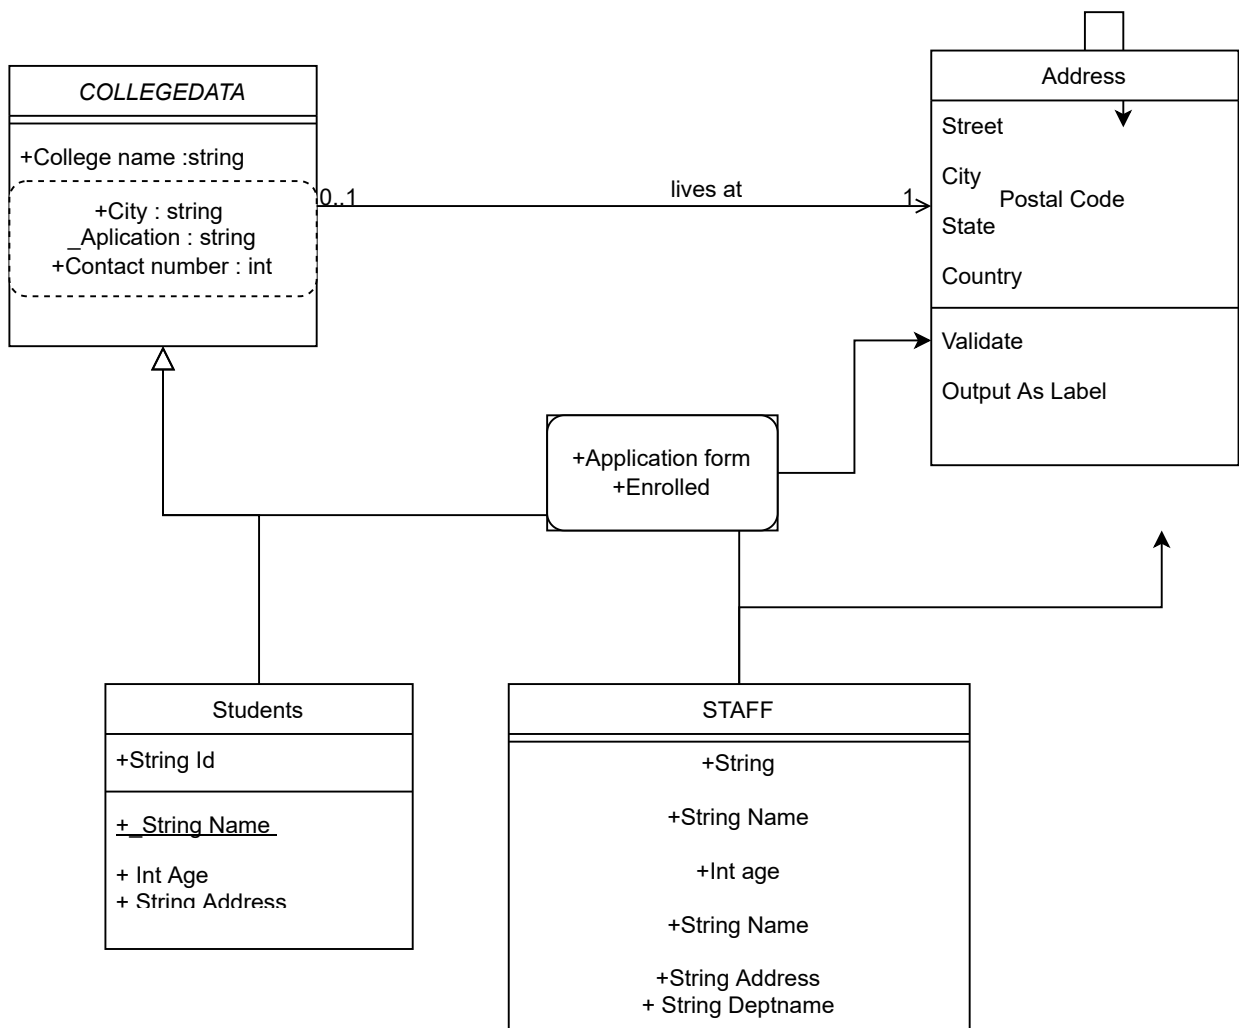 COLLEGEDATA
+College name :string
+City : string
_Aplication : string
+Contact number : int
0..1
lives at
1
Address
Street
City
Postal Code
State
Country
Validate
Output As Label
+Application form
+Enrolled
Students
+String Id
+_String Name
+ Int Age
+ String Address
STAFF
+String
+String Name
+Int age
+String Name
+String Address
+ String Deptname